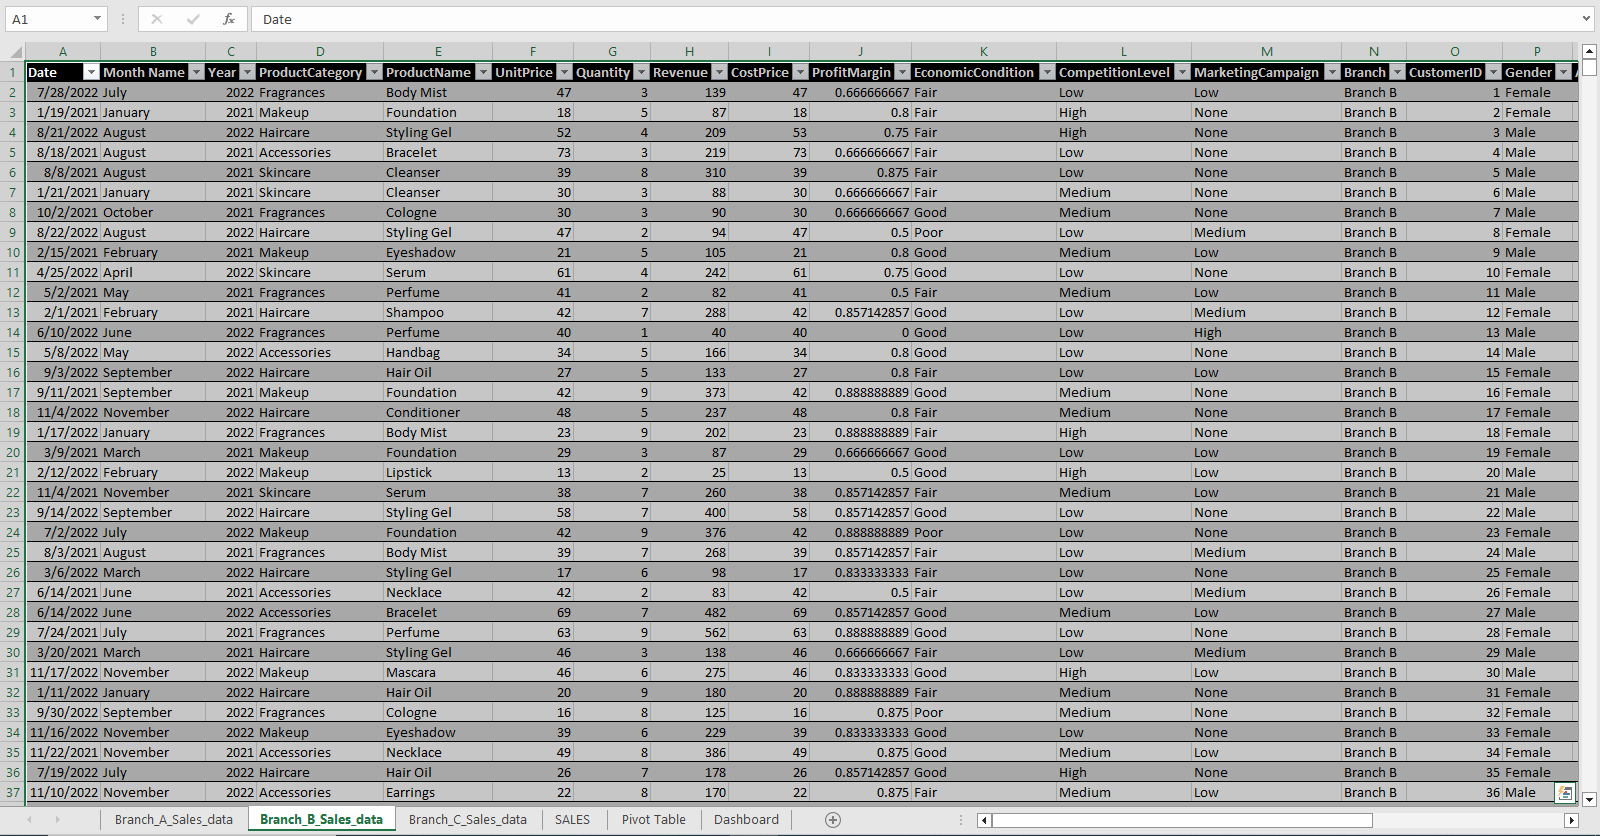 A1 fx Date
A B C D E F G H I J K L M N O P
1 Date Month Name Year ProductCategory ProductName UnitPrice Quantity Revenue CostPrice ProfitMargin EconomicCondition CompetitionLevel MarketingCampaign Branch CustomerID Gender
2 7/28/2022 July 2022 Fragrances Body Mist 47 3 139 47 0.666666667 Fair Low Low Branch B 1 Female
3 1/19/2021 January 2021 Makeup Foundation 18 5 87 18 0.8 Fair High None Branch B 2 Female
4 8/21/2022 August 2022 Haircare Styling Gel 52 4 209 53 0.75 Fair High None Branch B 3 Male
5 8/18/2021 August 2021 Accessories Bracelet 73 3 219 73 0.666666667 Fair Low None Branch B 4 Male
6 8/8/2021 August 2021 Skincare Cleanser 39 8 310 39 0.875 Fair Low None Branch B 5 Male
7 1/21/2021 January 2021 Skincare Cleanser 30 3 88 30 0.666666667 Fair Medium None Branch B 6 Male
8 10/2/2021 October 2021 Fragrances Cologne 30 3 90 30 0.666666667 Good Medium None Branch B 7 Male
9 8/22/2022 August 2022 Haircare Styling Gel 47 2 94 47 0.5 Poor Low Medium Branch B 8 Female
10 2/15/2021 February 2021 Makeup Eyeshadow 21 5 105 21 0.8 Good Medium Low Branch B 9 Male
11 4/25/2022 April 2022 Skincare Serum 61 4 242 61 0.75 Good Low None Branch B 10 Female
12 5/2/2021 May 2021 Fragrances Perfume 41 2 82 41 0.5 Fair Medium Low Branch B 11 Male
13 2/1/2021 February 2021 Haircare Shampoo 42 7 288 42 0.857142857 Good Low Medium Branch B 12 Female
14 6/10/2022 June 2022 Fragrances Perfume 40 1 40 40 0 Good Low High Branch B 13 Male
15 5/8/2022 May 2022 Accessories Handbag 34 5 166 34 0.8 Good Low None Branch B 14 Male
16 9/3/2022 September 2022 Haircare Hair Oil 27 5 133 27 0.8 Fair Low Low Branch B 15 Female
17 9/11/2021 September 2021 Makeup Foundation 42 9 373 42 0.888888889 Good Medium None Branch B 16 Female
18 11/4/2022 November 2022 Haircare Conditioner 48 5 237 48 0.8 Fair Medium None Branch B 17 Female
19 1/17/2022 January 2022 Fragrances Body Mist 23 9 202 23 0.888888889 Fair High None Branch B 18 Female
20 3/9/2021 March 2021 Makeup Foundation 29 3 87 29 0.666666667 Good Low Low Branch B 19 Female
21 2/12/2022 February 2022 Makeup Lipstick 13 2 25 13 0.5 Good High Low Branch B 20 Male
22 11/4/2021 November 2021 Skincare Serum 38 7 260 38 0.857142857 Fair Medium Low Branch B 21 Male
23 9/14/2022 September 2022 Haircare Styling Gel 58 7 400 58 0.857142857 Good Low None Branch B 22 Male
24 7/2/2022 July 2022 Makeup Foundation 42 9 376 42 0.888888889 Poor Low None Branch B 23 Female
25 8/3/2021 August 2021 Fragrances Body Mist 39 7 268 39 0.857142857 Fair Low Medium Branch B 24 Male
26 3/6/2022 March 2022 Haircare Styling Gel 17 6 98 17 0.833333333 Fair Low None Branch B 25 Female
27 6/14/2021 June 2021 Accessories Necklace 42 2 83 42 0.5 Fair Low Medium Branch B 26 Female
28 6/14/2022 June 2022 Accessories Bracelet 69 7 482 69 0.857142857 Good Medium Low Branch B 27 Male
29 7/24/2021 July 2021 Fragrances Perfume 63 9 562 63 0.888888889 Good Low None Branch B 28 Female
30 3/20/2021 March 2021 Haircare Styling Gel 46 3 138 46 0.666666667 Fair Low Medium Branch B 29 Male
31 11/17/2022 November 2022 Makeup Mascara 46 6 275 46 0.833333333 Good High Low Branch B 30 Male
32 1/11/2022 January 2022 Haircare Hair Oil 20 9 180 20 0.888888889 Fair Medium None Branch B 31 Female
33 9/30/2022 September 2022 Fragrances Cologne 16 8 125 16 0.875 Poor Medium None Branch B 32 Female
34 11/16/2022 November 2022 Makeup Eyeshadow 39 6 229 39 0.833333333 Good Low None Branch B 33 Female
35 11/22/2021 November 2021 Accessories Necklace 49 8 386 49 0.875 Good Medium Low Branch B 34 Female
36 7/19/2022 July 2022 Haircare Hair Oil 26 7 178 26 0.857142857 Good High None Branch B 35 Female
37 11/10/2022 November 2022 Accessories Earrings 22 8 170 22 0.875 Fair Medium Low Branch B 36 Male
Branch_A_Sales_data Branch_B_Sales_data Branch_C_Sales_data SALES Pivot Table Dashboard